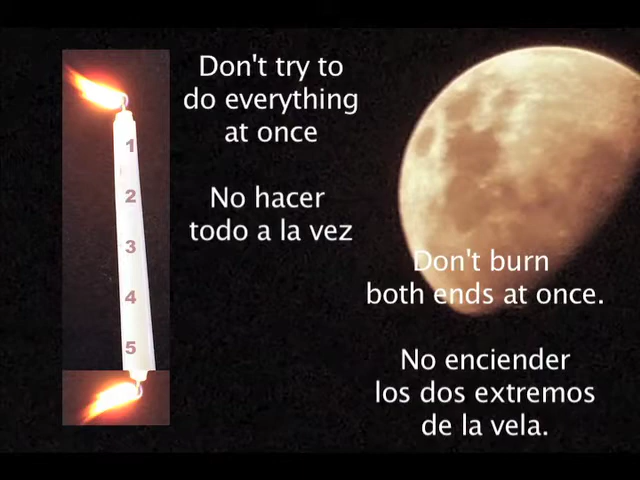 Don't try to
do everything
at once
No hacer
todo a la vez
1
2
3
4
5
Don't burn
both ends at once.
No enciender
los dos extremos
de la vela.